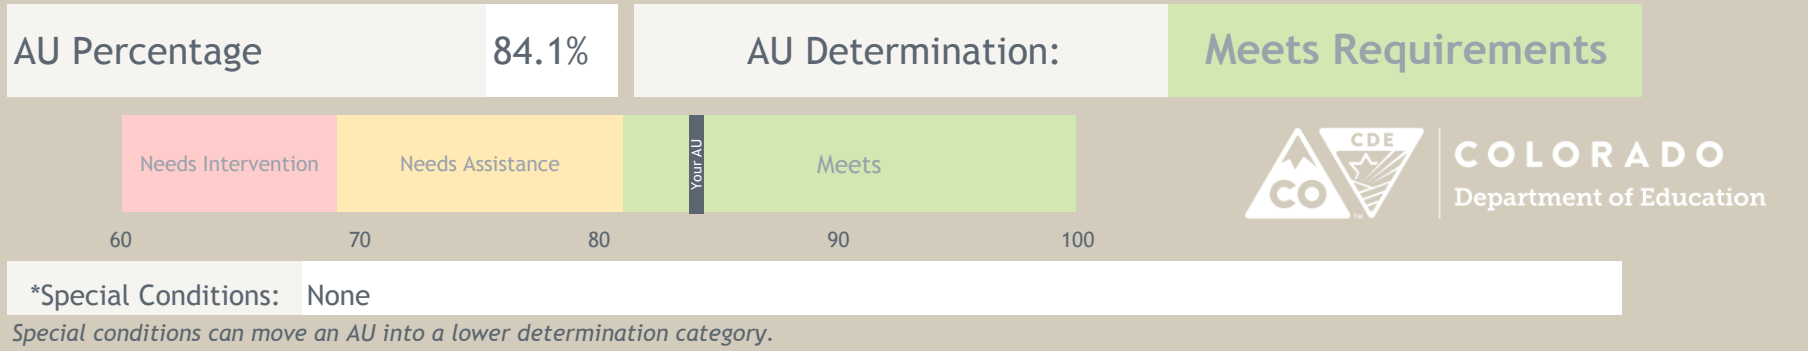 AU Percentage 84.1% AU Determination: Meets Requirements
Needs Intervention Needs Assistance Your AU Meets
60 70 80 90 100
CDE
CO
COLORADO
Department of Education
*Special Conditions: None
Special conditions can move an AU into a lower determination category.